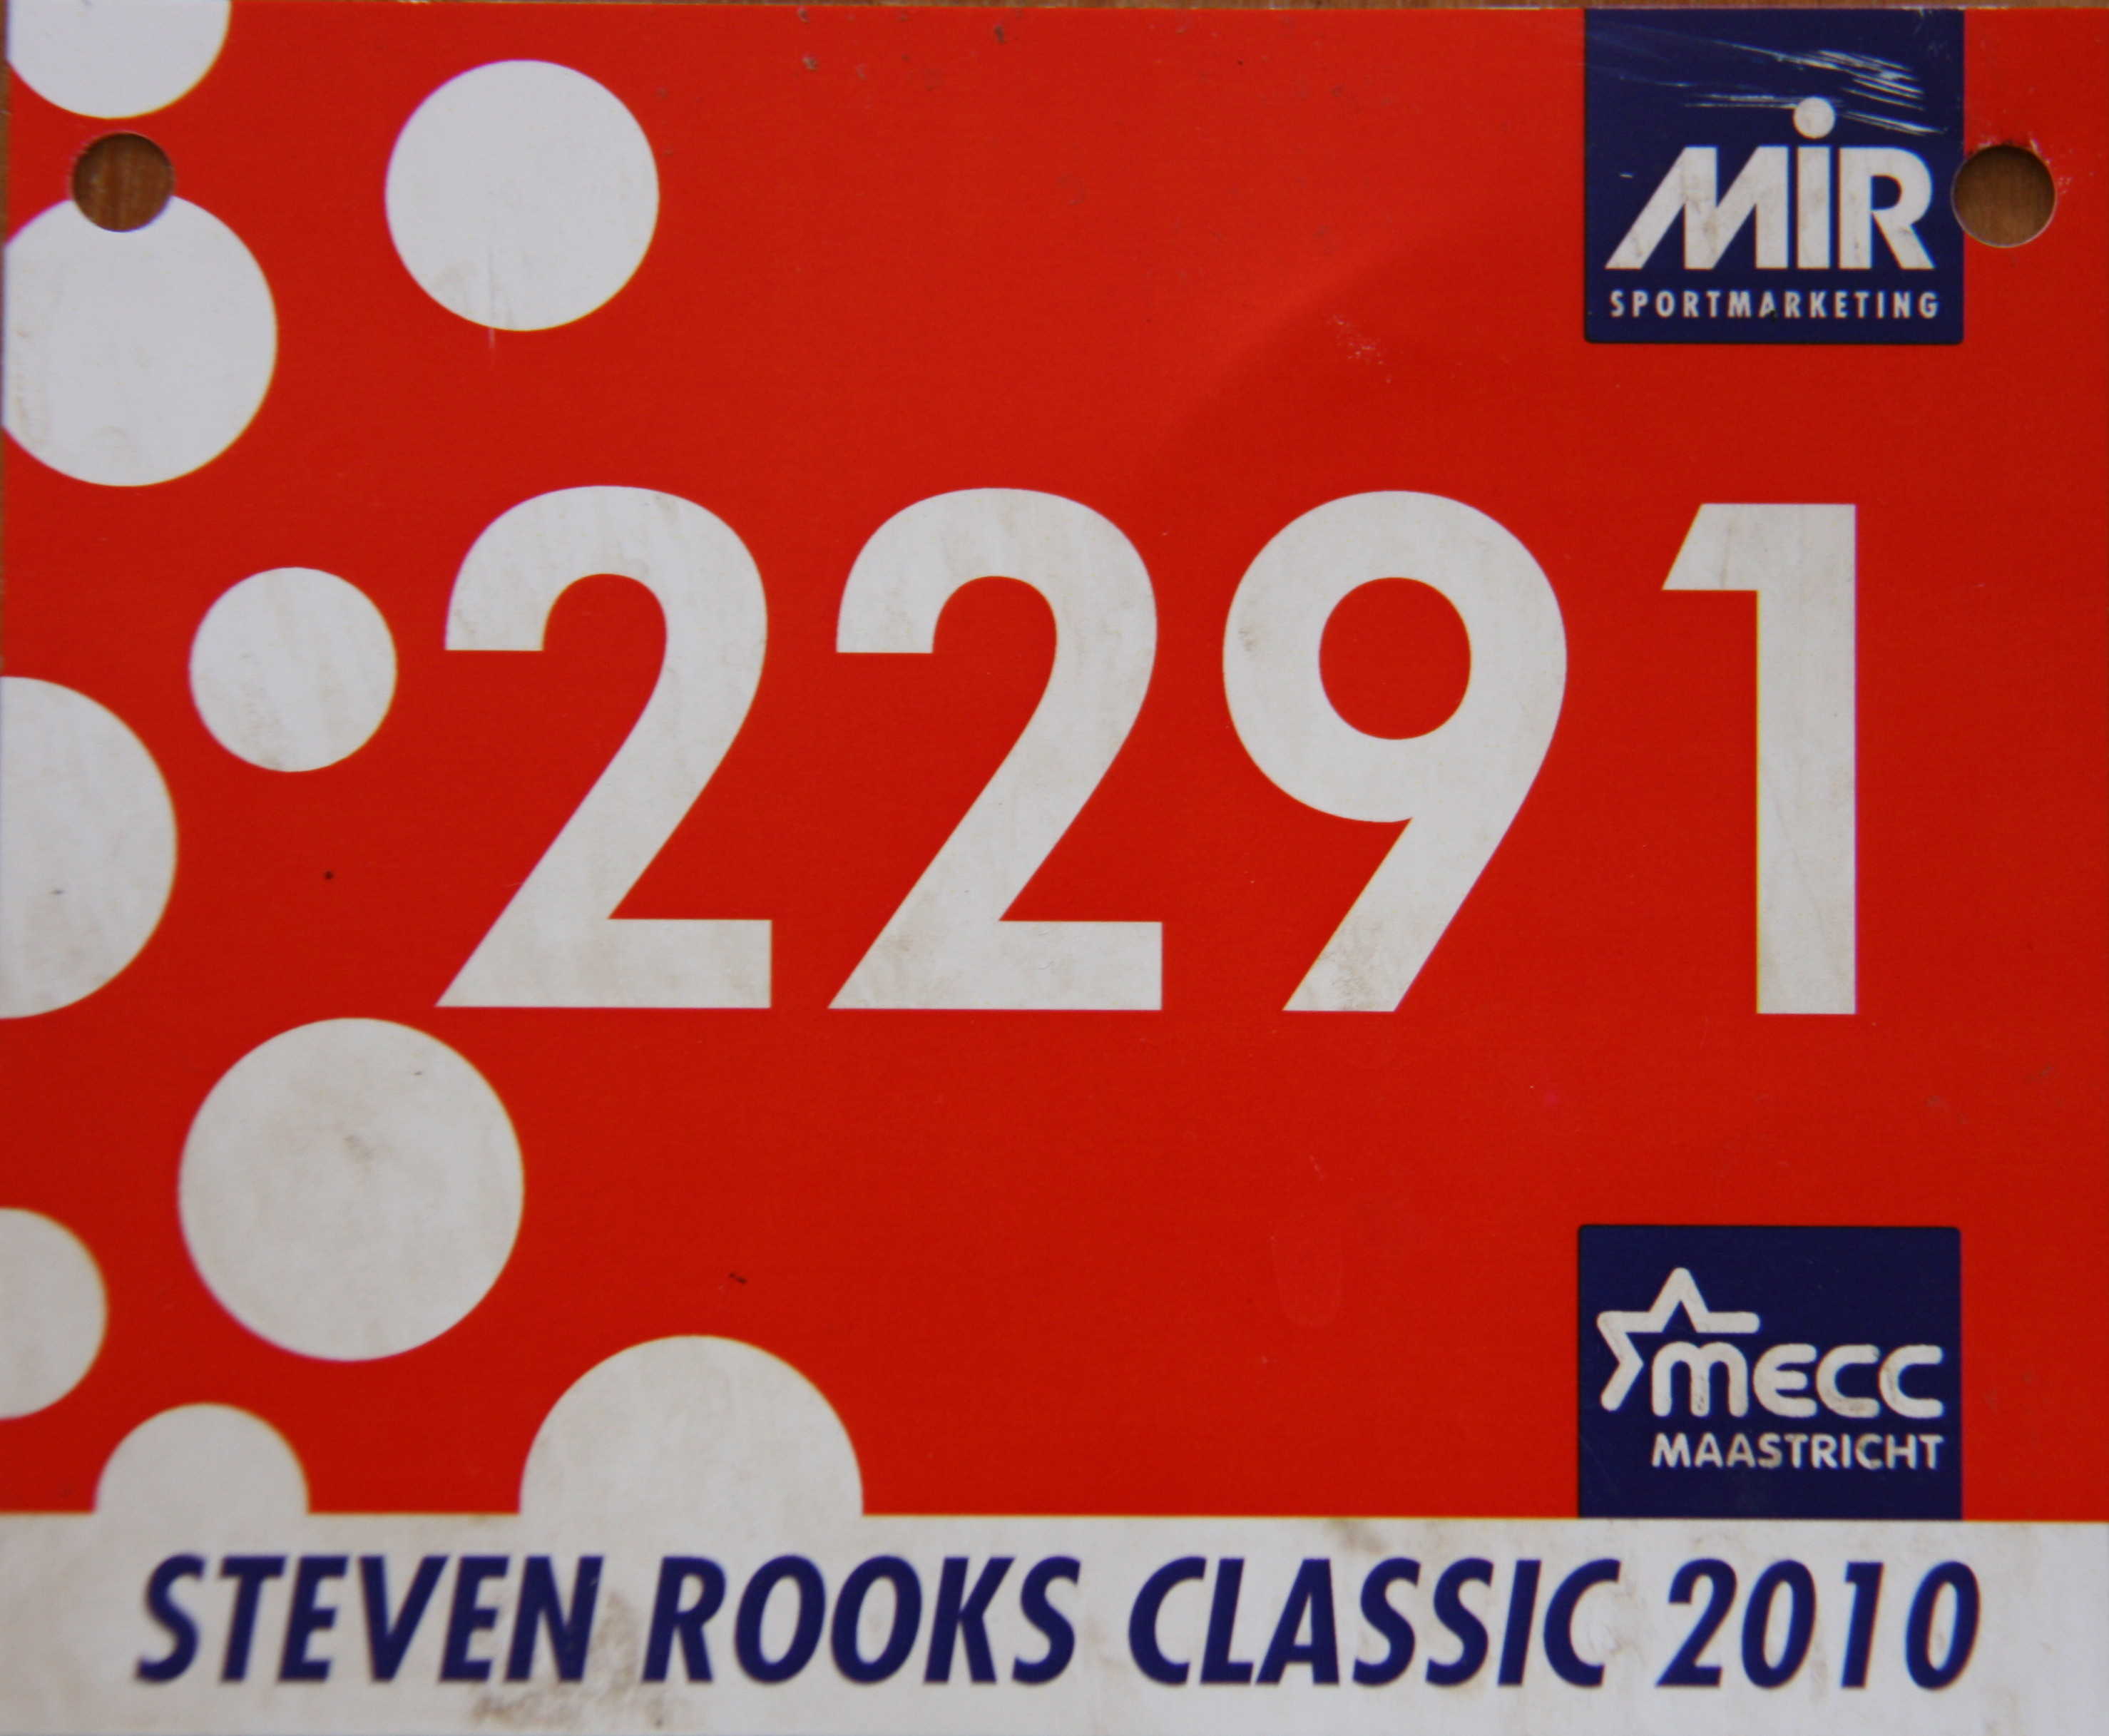 MiR
SPORTMARKETING
2291
mecc
MAASTRICHT
STEVEN ROOKS CLASSIC 2010